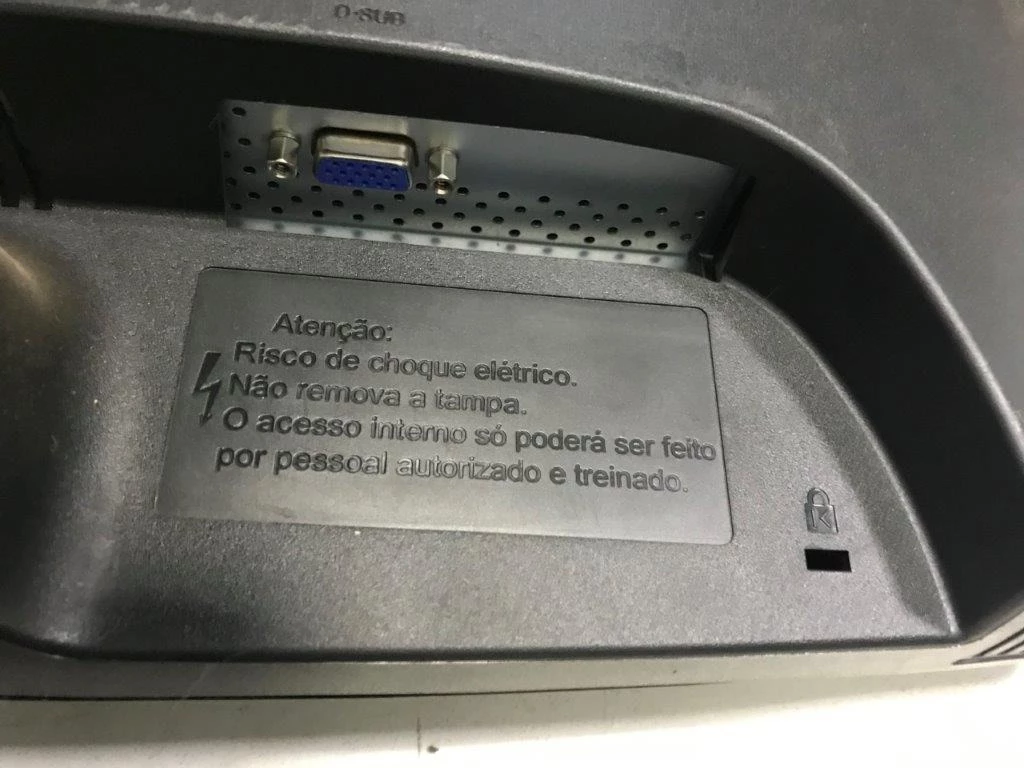 D-SUB
Atenção:
Risco de choque elétrico.
Não remova a tampa.
O acesso interno só poderá ser feito
por pessoal autorizado e treinado.
K